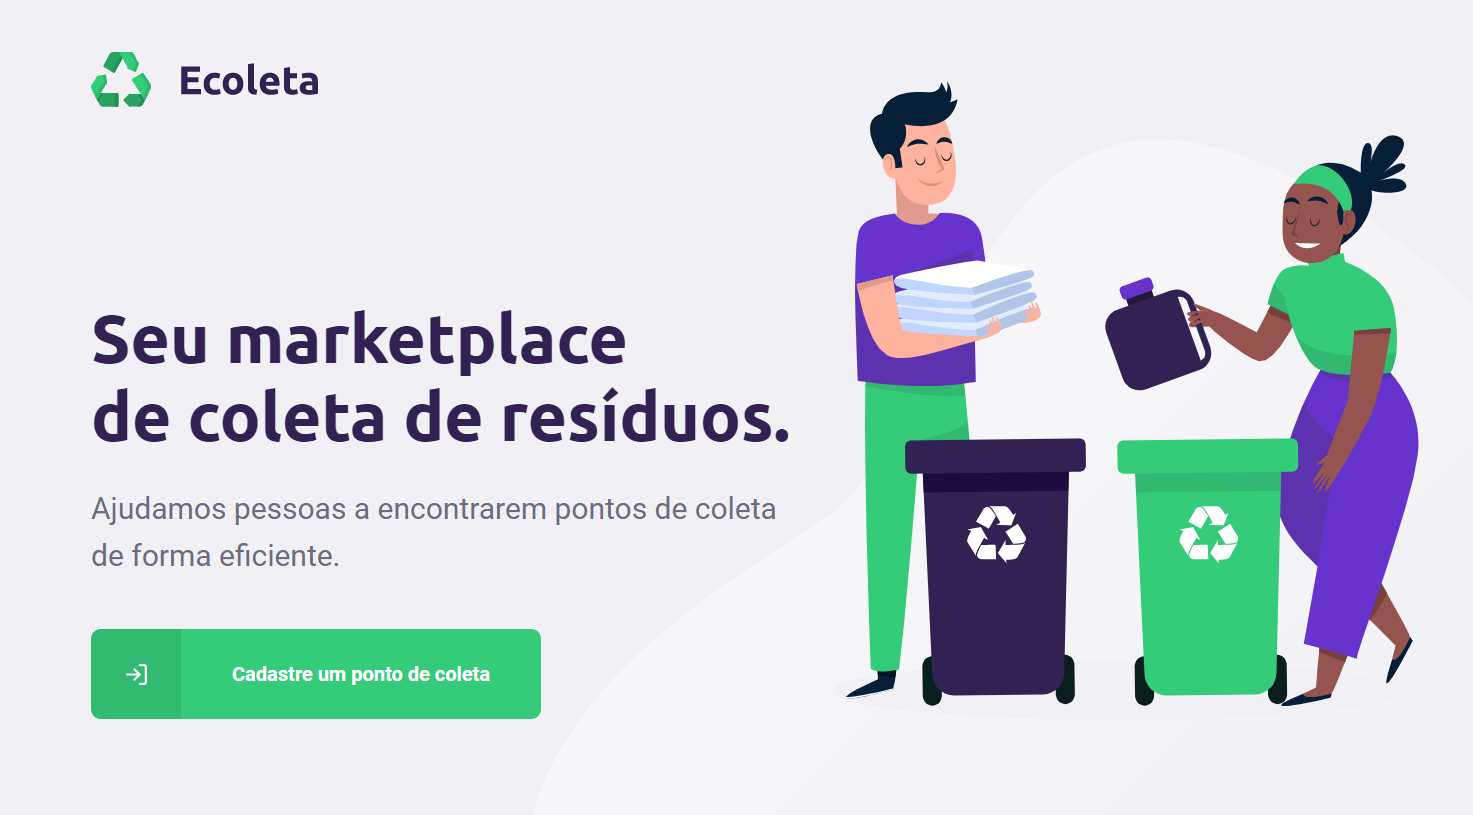 Ecoleta
Seu marketplace
de coleta de resíduos.
Ajudamos pessoas a encontrarem pontos de coleta
de forma eficiente.
Cadastre um ponto de coleta